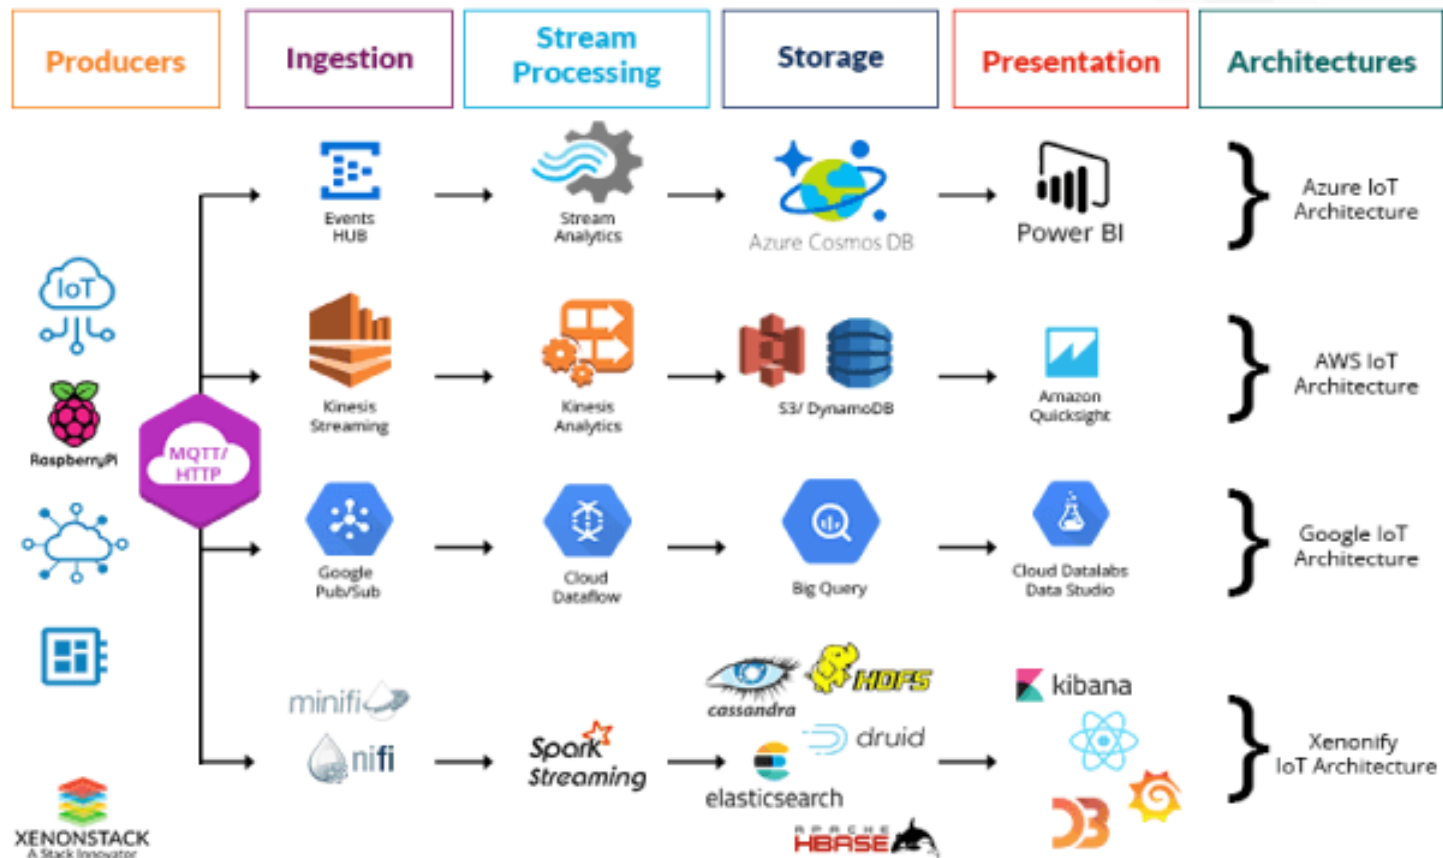 Producers
Ingestion
Stream
Processing
Storage
Presentation
Architectures
Events
HUB
Stream
Analytics
Azure Cosmos DB
Power BI
Azure IoT
Architecture
IoT
RaspberryPi
MQTT/
HTTP
Kinesis
Streaming
Kinesis
Analytics
S3/ DynamoDB
Amazon
Quicksight
AWS IoT
Architecture
Google
Pub/Sub
Cloud
Dataflow
Big Query
Cloud Datalabs
Data Studio
Google IoT
Architecture
minifi
nifi
Spark
Streaming
cassandra
HDFS
druid
elasticsearch
APACHE
HBASE
kibana
D3
Xenonify
IoT Architecture
XENONSTACK
A Stack Innovator